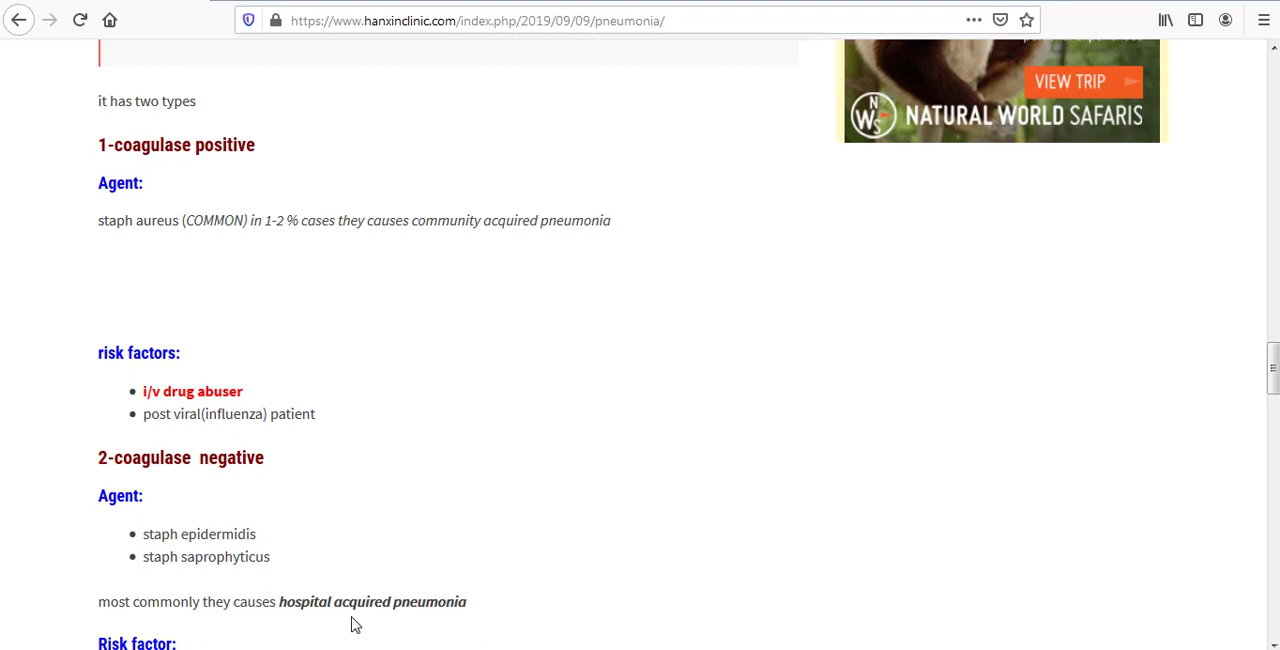 https://www.hanxinclinic.com/index.php/2019/09/09/pneumonia/
it has two types
1-coagulase positive
Agent:
staph aureus (COMMON) in 1-2 % cases they causes community acquired pneumonia
risk factors:
• i/v drug abuser
• post viral(influenza) patient
2-coagulase negative
Agent:
• staph epidermidis
• staph saprophyticus
most commonly they causes hospital acquired pneumonia
Risk factor:
VIEW TRIP
N
W S
NATURAL WORLD SAFARIS